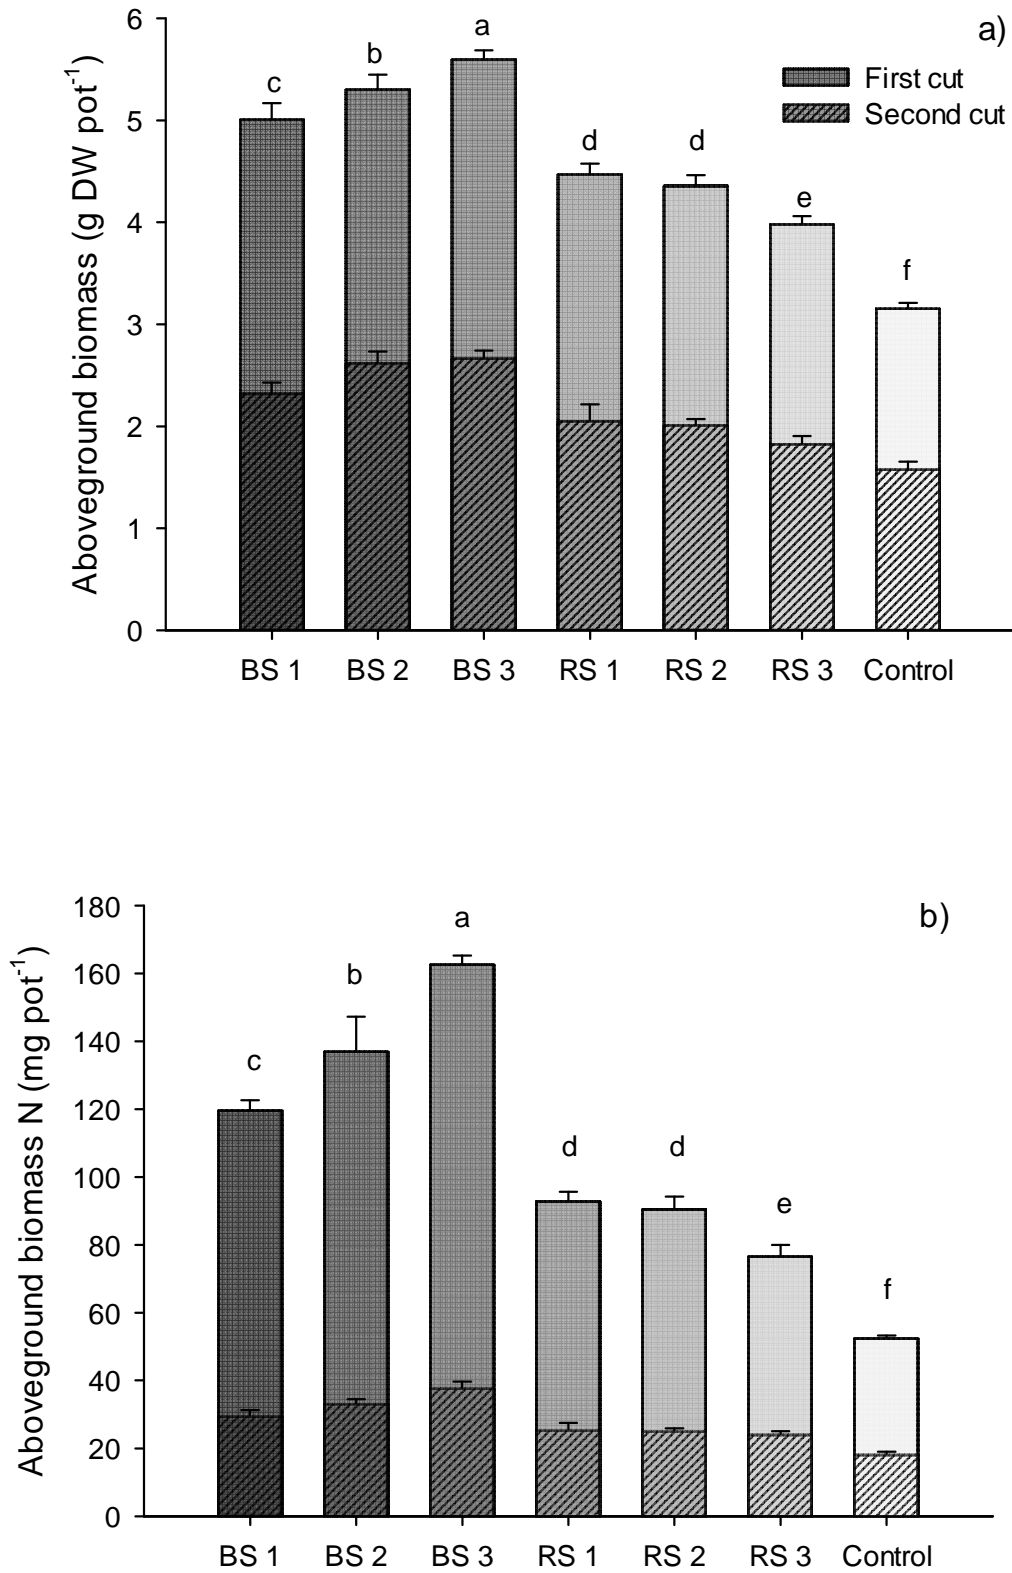 a)
First cut
Second cut
Aboveground biomass (g DW pot⁻¹)
6
5
4
3
2
1
0
c
b
a
d
d
e
f
BS 1 BS 2 BS 3 RS 1 RS 2 RS 3 Control
b)
Aboveground biomass N (mg pot⁻¹)
180
160
140
120
100
80
60
40
20
0
c
b
a
d
d
e
f
BS 1 BS 2 BS 3 RS 1 RS 2 RS 3 Control